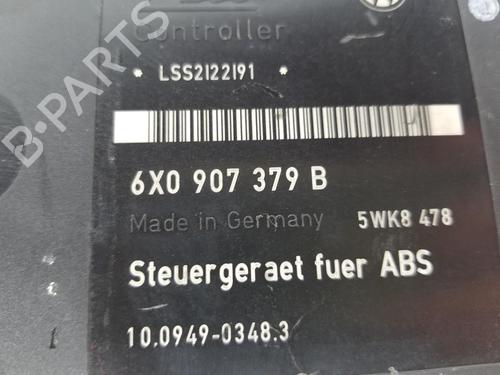 Controller
* LSS2122191 *
6X0 907 379 B
Made in Germany 5WK8 478
Steuergeraet fuer ABS
10.0949-0348.3
B-PARTS